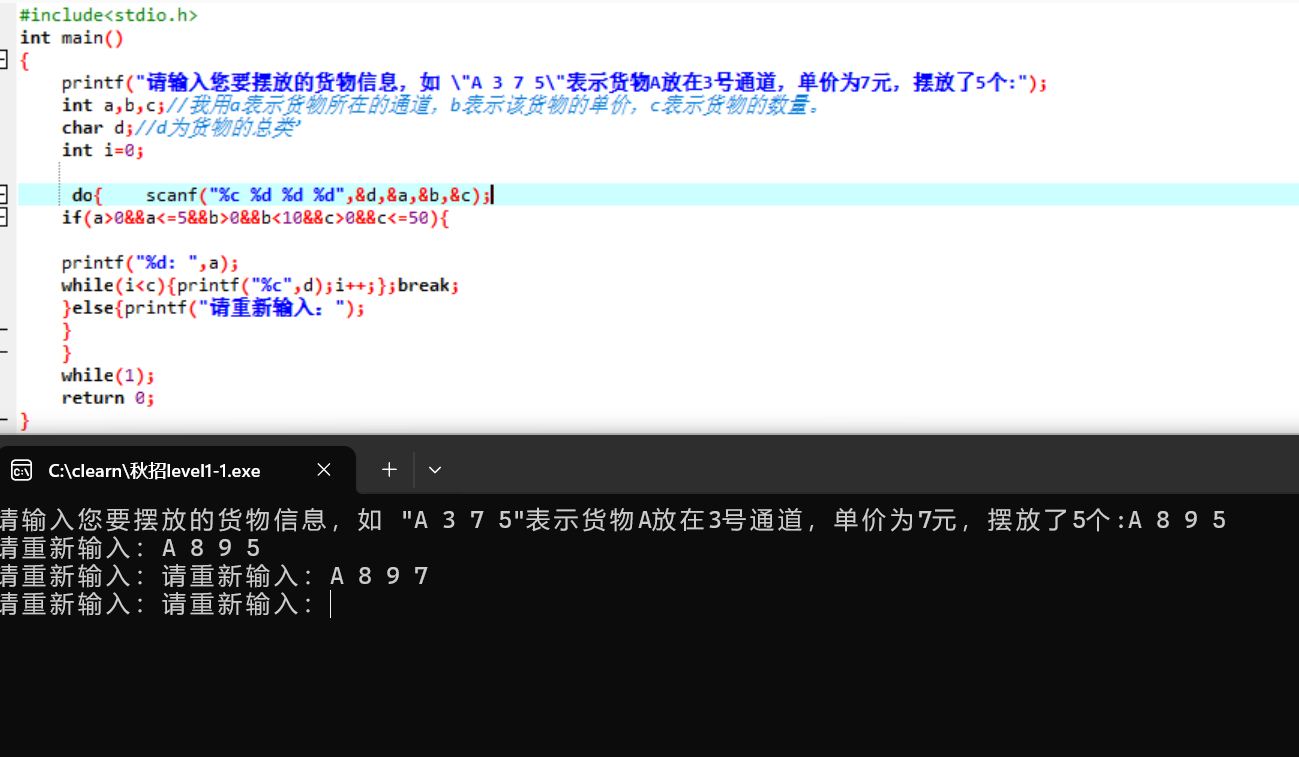 #include<stdio.h>
int main()
{
printf("请输入您要摆放的货物信息，如 \"A 3 7 5\"表示货物A放在3号通道，单价为7元，摆放了5个:");
int a,b,c;//我用a表示货物所在的通道，b表示该货物的单价，c表示货物的数量。
char d;//d为货物的总类’
int i=0;
do{    scanf("%c %d %d %d",&d,&a,&b,&c);
if(a>0&&a<=5&&b>0&&b<10&&c>0&&c<=50){
printf("%d: ",a);
while(i<c){printf("%c",d);i++;};break;
}else{printf("请重新输入：");
}
}
while(1);
return 0;
}
C:\clearn\秋招level1-1.exe
请输入您要摆放的货物信息，如 "A 3 7 5"表示货物A放在3号通道，单价为7元，摆放了5个:A 8 9 5
请重新输入：A 8 9 5
请重新输入：请重新输入：A 8 9 7
请重新输入：请重新输入：